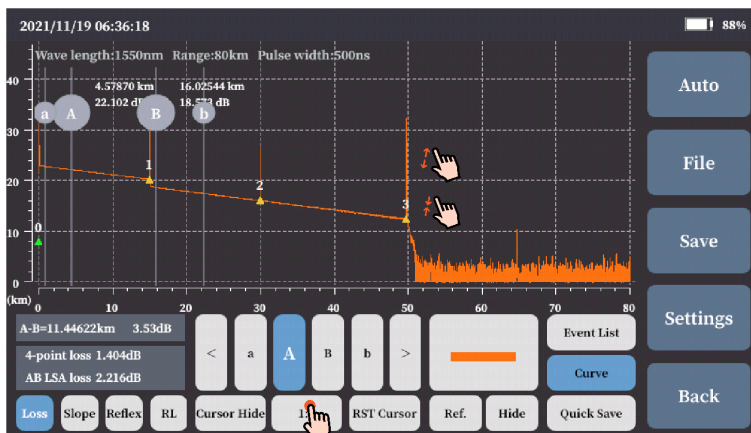 2021/11/19 06:36:18
88%
Wave length:1550nm Range:80km Pulse width:500ns
4.57870 km 16.02544 km
22.102 dB 18.573 dB
a A B b
40
30
20
10
0
0 1 2 3
(km) 0 10 20 30 40 50 60 70 80
A-B=11.44622km 3.53dB
4-point loss 1.404dB
AB LSA loss 2.216dB
< a A B b >
Event List
Curve
Loss Slope Reflex RL Cursor Hide RST Cursor Ref. Hide Quick Save
Auto
File
Save
Settings
Back